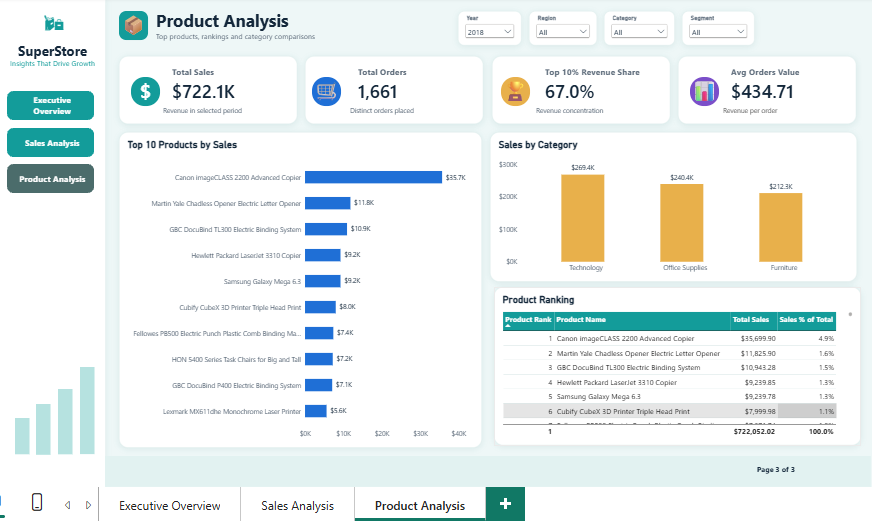 SuperStore
Insights That Drive Growth
Executive
Overview
Sales Analysis
Product Analysis
Product Analysis
Top products, rankings and category comparisons
Year
2018
Region
All
Category
All
Segment
All
Total Sales
$722.1K
Revenue in selected period
Total Orders
1,661
Distinct orders placed
Top 10% Revenue Share
67.0%
Revenue concentration
Avg Orders Value
$434.71
Revenue per order
Top 10 Products by Sales
Canon imageCLASS 2200 Advanced Copier $35.7K
Martin Yale Chadless Opener Electric Letter Opener $11.8K
GBC DocuBind TL300 Electric Binding System $10.9K
Hewlett Packard LaserJet 3310 Copier $9.2K
Samsung Galaxy Mega 6.3 $9.2K
Cubify CubeX 3D Printer Triple Head Print $8.0K
Fellowes PB500 Electric Punch Plastic Comb Binding Ma... $7.4K
HON 5400 Series Task Chairs for Big and Tall $7.2K
GBC DocuBind P400 Electric Binding System $7.1K
Lexmark MX611dhe Monochrome Laser Printer $5.6K
$0K $10K $20K $30K $40K
Sales by Category
$300K
$200K
$100K
$0K
$269.4K
$240.4K
$212.3K
Technology Office Supplies Furniture
Product Ranking
Product Rank Product Name Total Sales Sales % of Total
1 Canon imageCLASS 2200 Advanced Copier $35,699.90 4.9%
2 Martin Yale Chadless Opener Electric Letter Opener $11,825.90 1.6%
3 GBC DocuBind TL300 Electric Binding System $10,943.28 1.5%
4 Hewlett Packard LaserJet 3310 Copier $9,239.85 1.3%
5 Samsung Galaxy Mega 6.3 $9,239.78 1.3%
6 Cubify CubeX 3D Printer Triple Head Print $7,999.98 1.1%
1 $722,052.02 100.0%
Page 3 of 3
Executive Overview Sales Analysis Product Analysis +